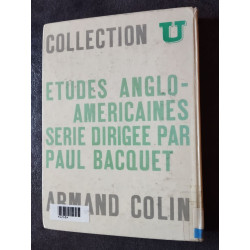 COLLECTION U
ETUDES ANGLO-
AMERICAINES
SERIE DIRIGEE PAR
PAUL BACQUET
ARMAND COLIN